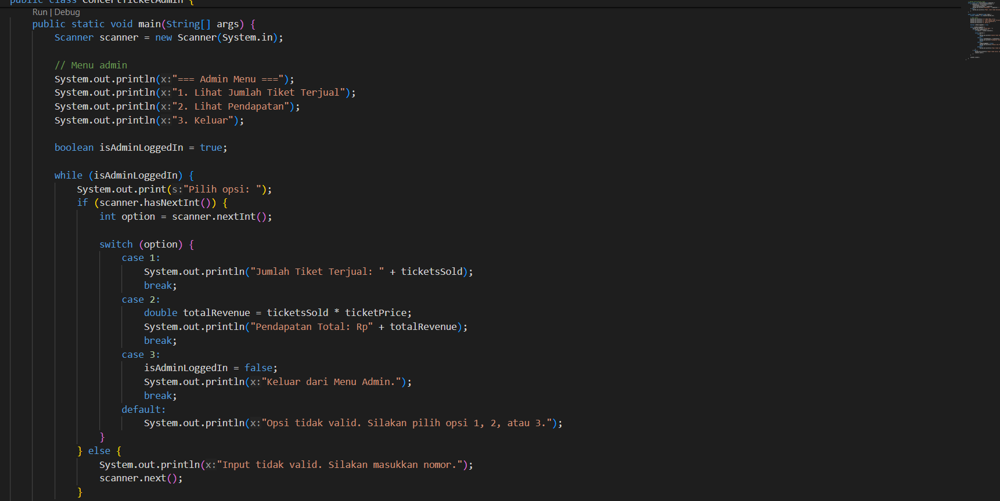 public class ConcertTicketAdmin {
Run | Debug
public static void main(String[] args) {
Scanner scanner = new Scanner(System.in);
// Menu admin
System.out.println(x:"=== Admin Menu ===");
System.out.println(x:"1. Lihat Jumlah Tiket Terjual");
System.out.println(x:"2. Lihat Pendapatan");
System.out.println(x:"3. Keluar");
boolean isAdminLoggedIn = true;
while (isAdminLoggedIn) {
System.out.print(s:"Pilih opsi: ");
if (scanner.hasNextInt()) {
int option = scanner.nextInt();
switch (option) {
case 1:
System.out.println("Jumlah Tiket Terjual: " + ticketsSold);
break;
case 2:
double totalRevenue = ticketsSold * ticketPrice;
System.out.println("Pendapatan Total: Rp" + totalRevenue);
break;
case 3:
isAdminLoggedIn = false;
System.out.println(x:"Keluar dari Menu Admin.");
break;
default:
System.out.println(x:"Opsi tidak valid. Silakan pilih opsi 1, 2, atau 3.");
}
} else {
System.out.println(x:"Input tidak valid. Silakan masukkan nomor.");
scanner.next();
}